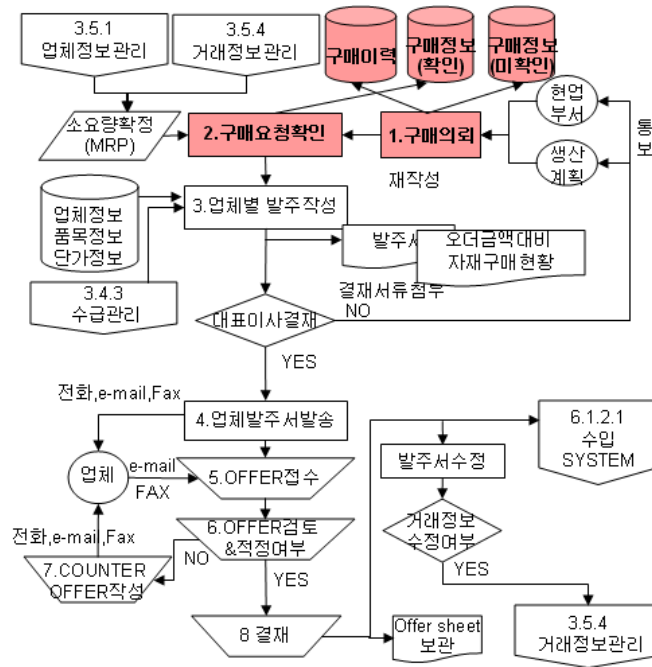 3.5.1
업체정보관리
3.5.4
거래정보관리
구매이력
구매정보
(확인)
구매정보
(미확인)
소요량확정
(MRP)
2.구매요청확인
1.구매의뢰
현업
부서
생산
계획
통
보
재작성
업체정보
품목정보
단가정보
3.업체별 발주작성
발주서
오더금액대비
자재구매현황
3.4.3
수급관리
결재서류첨부
NO
대표이사결재
YES
전화,e-mail,Fax
4.업체발주서발송
6.1.2.1
수입
SYSTEM
업체
e-mail
FAX
5.OFFER접수
발주서수정
전화,e-mail,Fax
6.OFFER검토
&적정여부
거래정보
수정여부
NO
7.COUNTER
OFFER작성
YES
YES
8 결재
Offer sheet
보관
3.5.4
거래정보관리